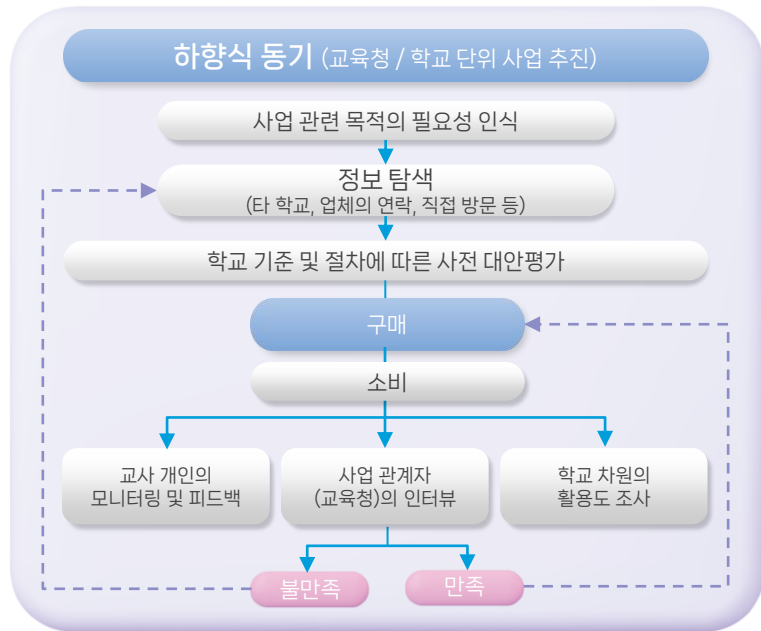 하향식 동기 (교육청 / 학교 단위 사업 추진)
사업 관련 목적의 필요성 인식
정보 탐색
(타 학교, 업체의 연락, 직접 방문 등)
학교 기준 및 절차에 따른 사전 대안평가
구매
소비
교사 개인의
모니터링 및 피드백
사업 관계자
(교육청)의 인터뷰
학교 차원의
활용도 조사
불만족
만족